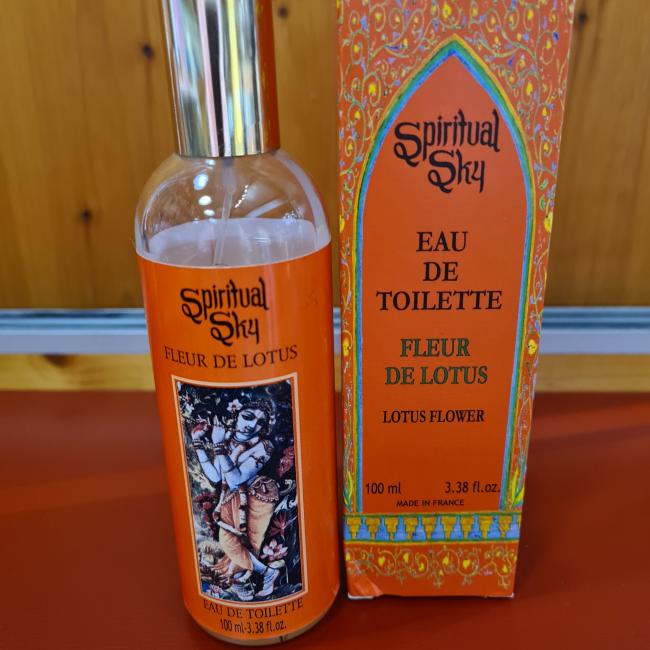 Spiritual
Sky
FLEUR DE LOTUS
EAU DE TOILETTE
100 ml-3.38 fl.oz.
Spiritual
Sky
EAU
DE
TOILETTE
FLEUR
DE LOTUS
LOTUS FLOWER
100 ml 3.38 fl.oz.
MADE IN FRANCE